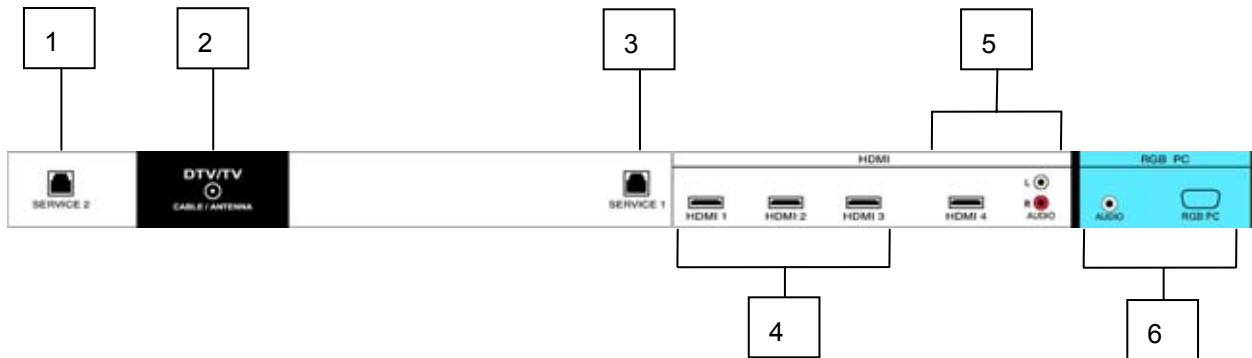 1
2
3
5
HDMI
RGB PC
DTV/TV
CABLE / ANTENNA
SERVICE 2
SERVICE 1
HDMI 1
HDMI 2
HDMI 3
HDMI 4
L
R
AUDIO
AUDIO
RGB PC
4
6